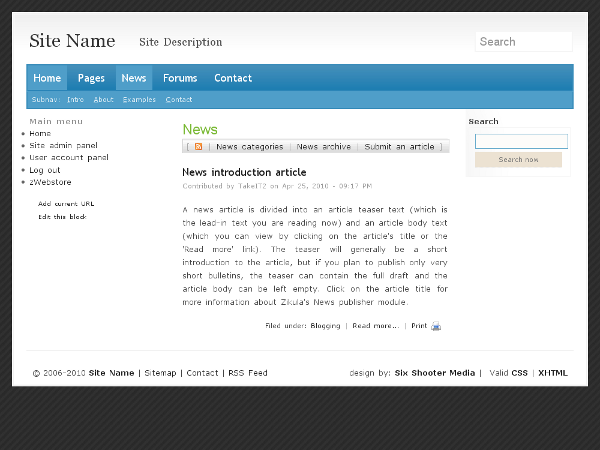 Site Name Site Description Search
Home Pages News Forums Contact
Subnav: Intro About Examples Contact
Main menu
Home
Site admin panel
User account panel
Log out
zWebstore
Add current URL
Edit this block
News
[ | News categories | News archive | Submit an article ]
News introduction article
Contributed by TakeIT2 on Apr 25, 2010 - 09:17 PM
A news article is divided into an article teaser text (which is
the lead-in text you are reading now) and an article body text
(which you can view by clicking on the article's title or the
'Read more' link). The teaser will generally be a short
introduction to the article, but if you plan to publish only very
short bulletins, the teaser can contain the full draft and the
article body can be left empty. Click on the article title for
more information about Zikula's News publisher module.
Filed under: Blogging | Read more... | Print
Search
Search now
© 2006-2010 Site Name | Sitemap | Contact | RSS Feed
design by: Six Shooter Media | Valid CSS | XHTML